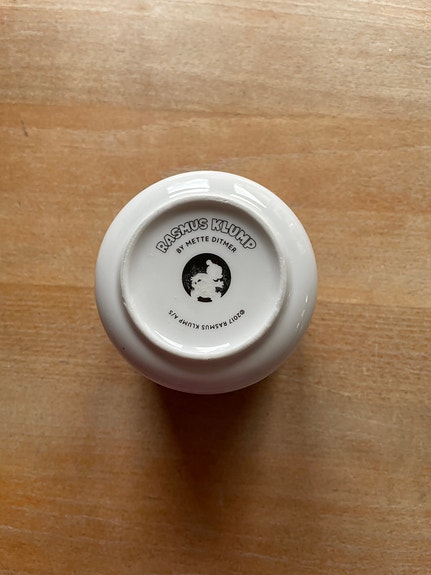 RASMUS KLUMP
BY METTE DITMER
©2017 RASMUS KLUMP A/S